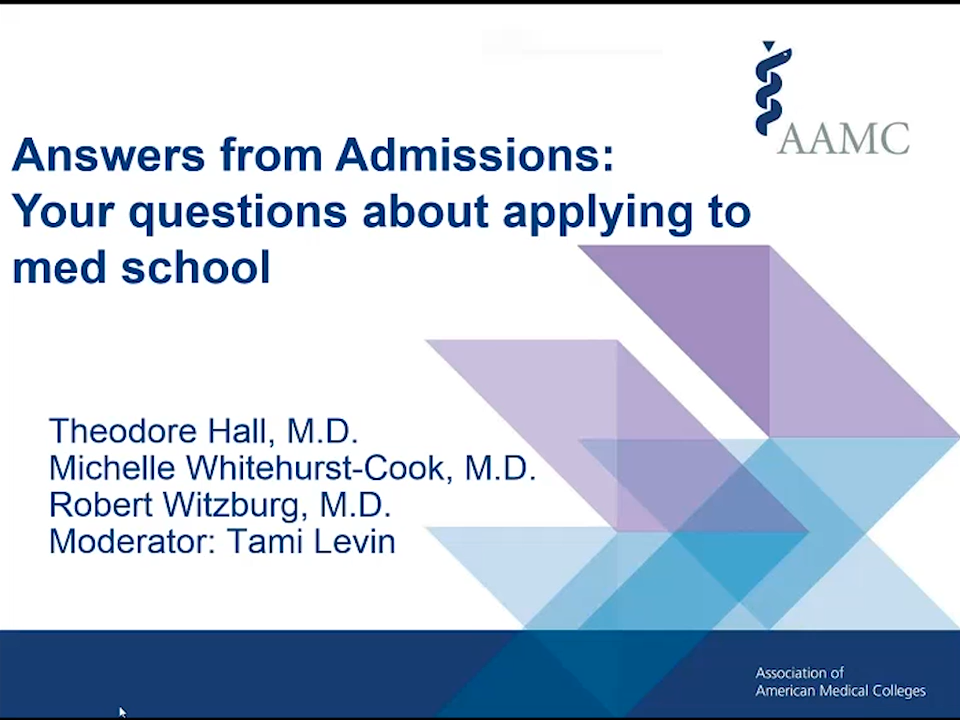 AAMC
Answers from Admissions:
Your questions about applying to
med school
Theodore Hall, M.D.
Michelle Whitehurst-Cook, M.D.
Robert Witzburg, M.D.
Moderator: Tami Levin
Association of
American Medical Colleges